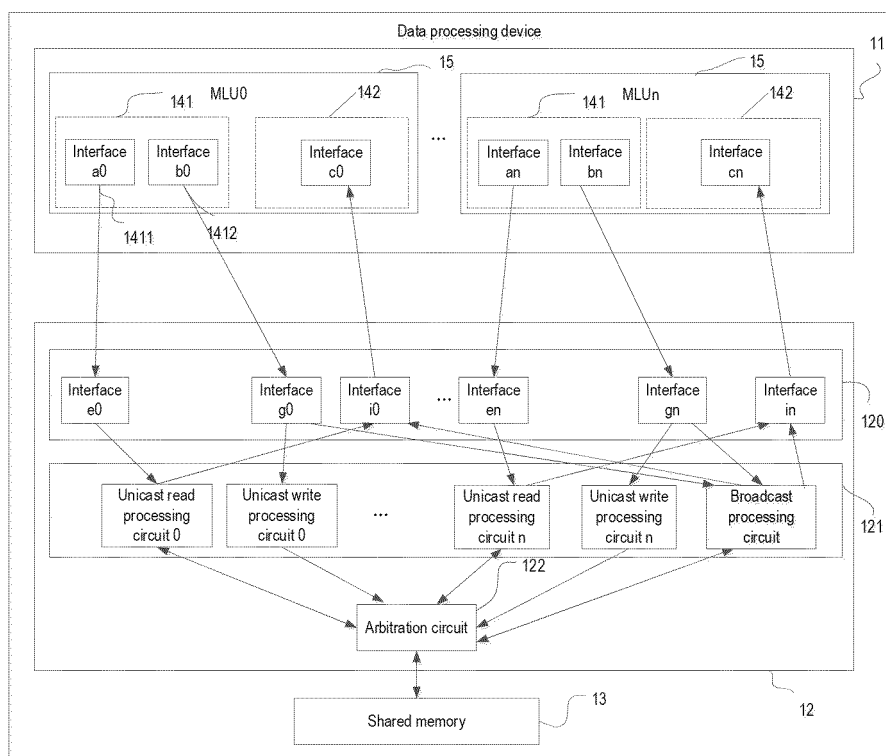 Data processing device
11
15
15
MLU0
MLUn
141
142
141
142
Interface
a0
Interface
b0
Interface
c0
...
Interface
an
Interface
bn
Interface
cn
1411
1412
Interface
e0
Interface
g0
Interface
i0
...
Interface
en
Interface
gn
Interface
in
120
Unicast read
processing
circuit 0
Unicast write
processing
circuit 0
...
Unicast read
processing
circuit n
Unicast write
processing
circuit n
Broadcast
processing
circuit
121
122
Arbitration circuit
12
Shared memory
13